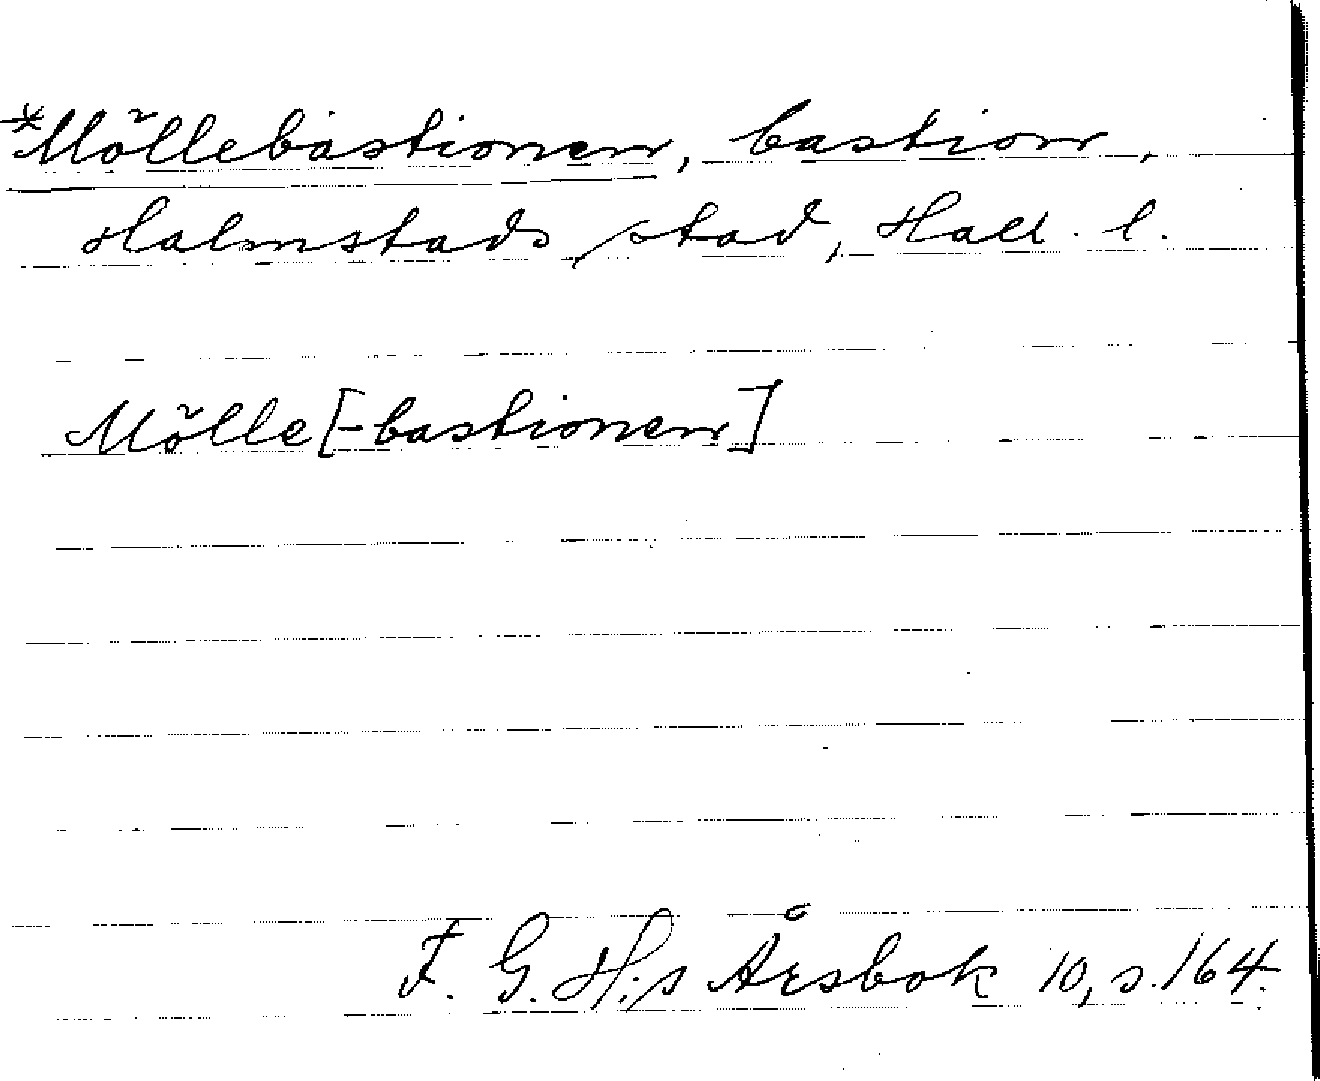 *Möllebastionen, bastion,
Halmstads stad, Hall. l.
Mölle[-bastionen]
F. G. H:s Årsbok 10, s. 164.